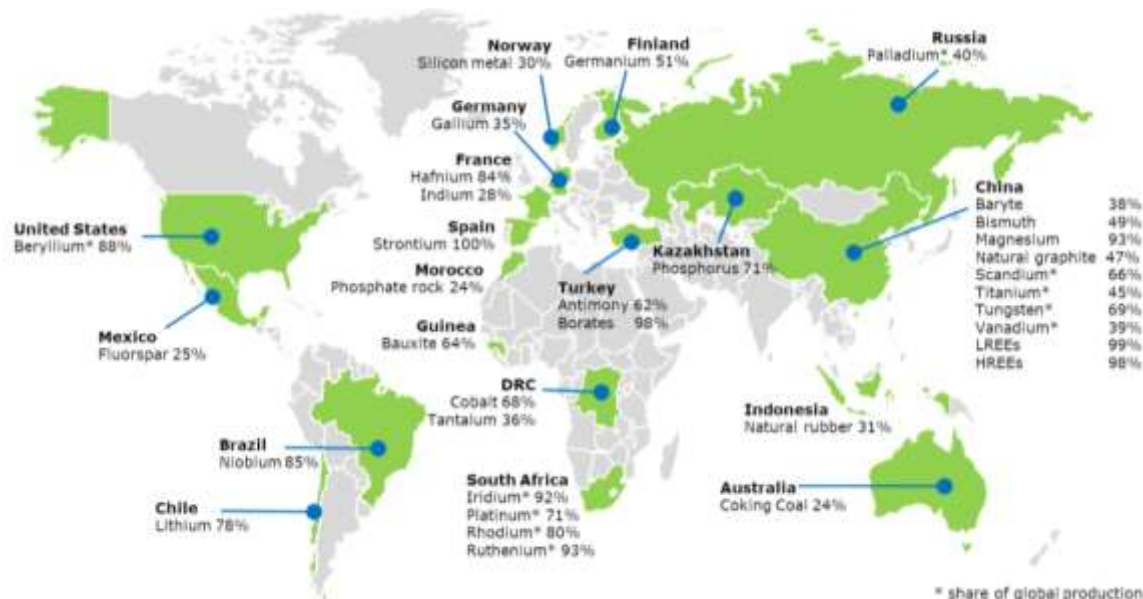 Norway
Silicon metal 30%
Finland
Germanium 51%
Russia
Palladium* 40%
Germany
Gallium 35%
France
Hafnium 84%
Indium 28%
United States
Beryllium* 88%
Spain
Strontium 100%
Kazakhstan
Phosphorus 71%
China
Baryte 38%
Bismuth 49%
Magnesium 93%
Natural graphite 47%
Scandium* 66%
Titanium* 45%
Tungsten* 69%
Vanadium* 39%
LREEs 99%
HREEs 98%
Morocco
Phosphate rock 24%
Turkey
Antimony 62%
Borates 98%
Mexico
Fluorspar 25%
Guinea
Bauxite 64%
DRC
Cobalt 68%
Tantalum 36%
Indonesia
Natural rubber 31%
Brazil
Niobium 85%
South Africa
Iridium* 92%
Platinum* 71%
Rhodium* 80%
Ruthenium* 93%
Australia
Coking Coal 24%
Chile
Lithium 78%
* share of global production